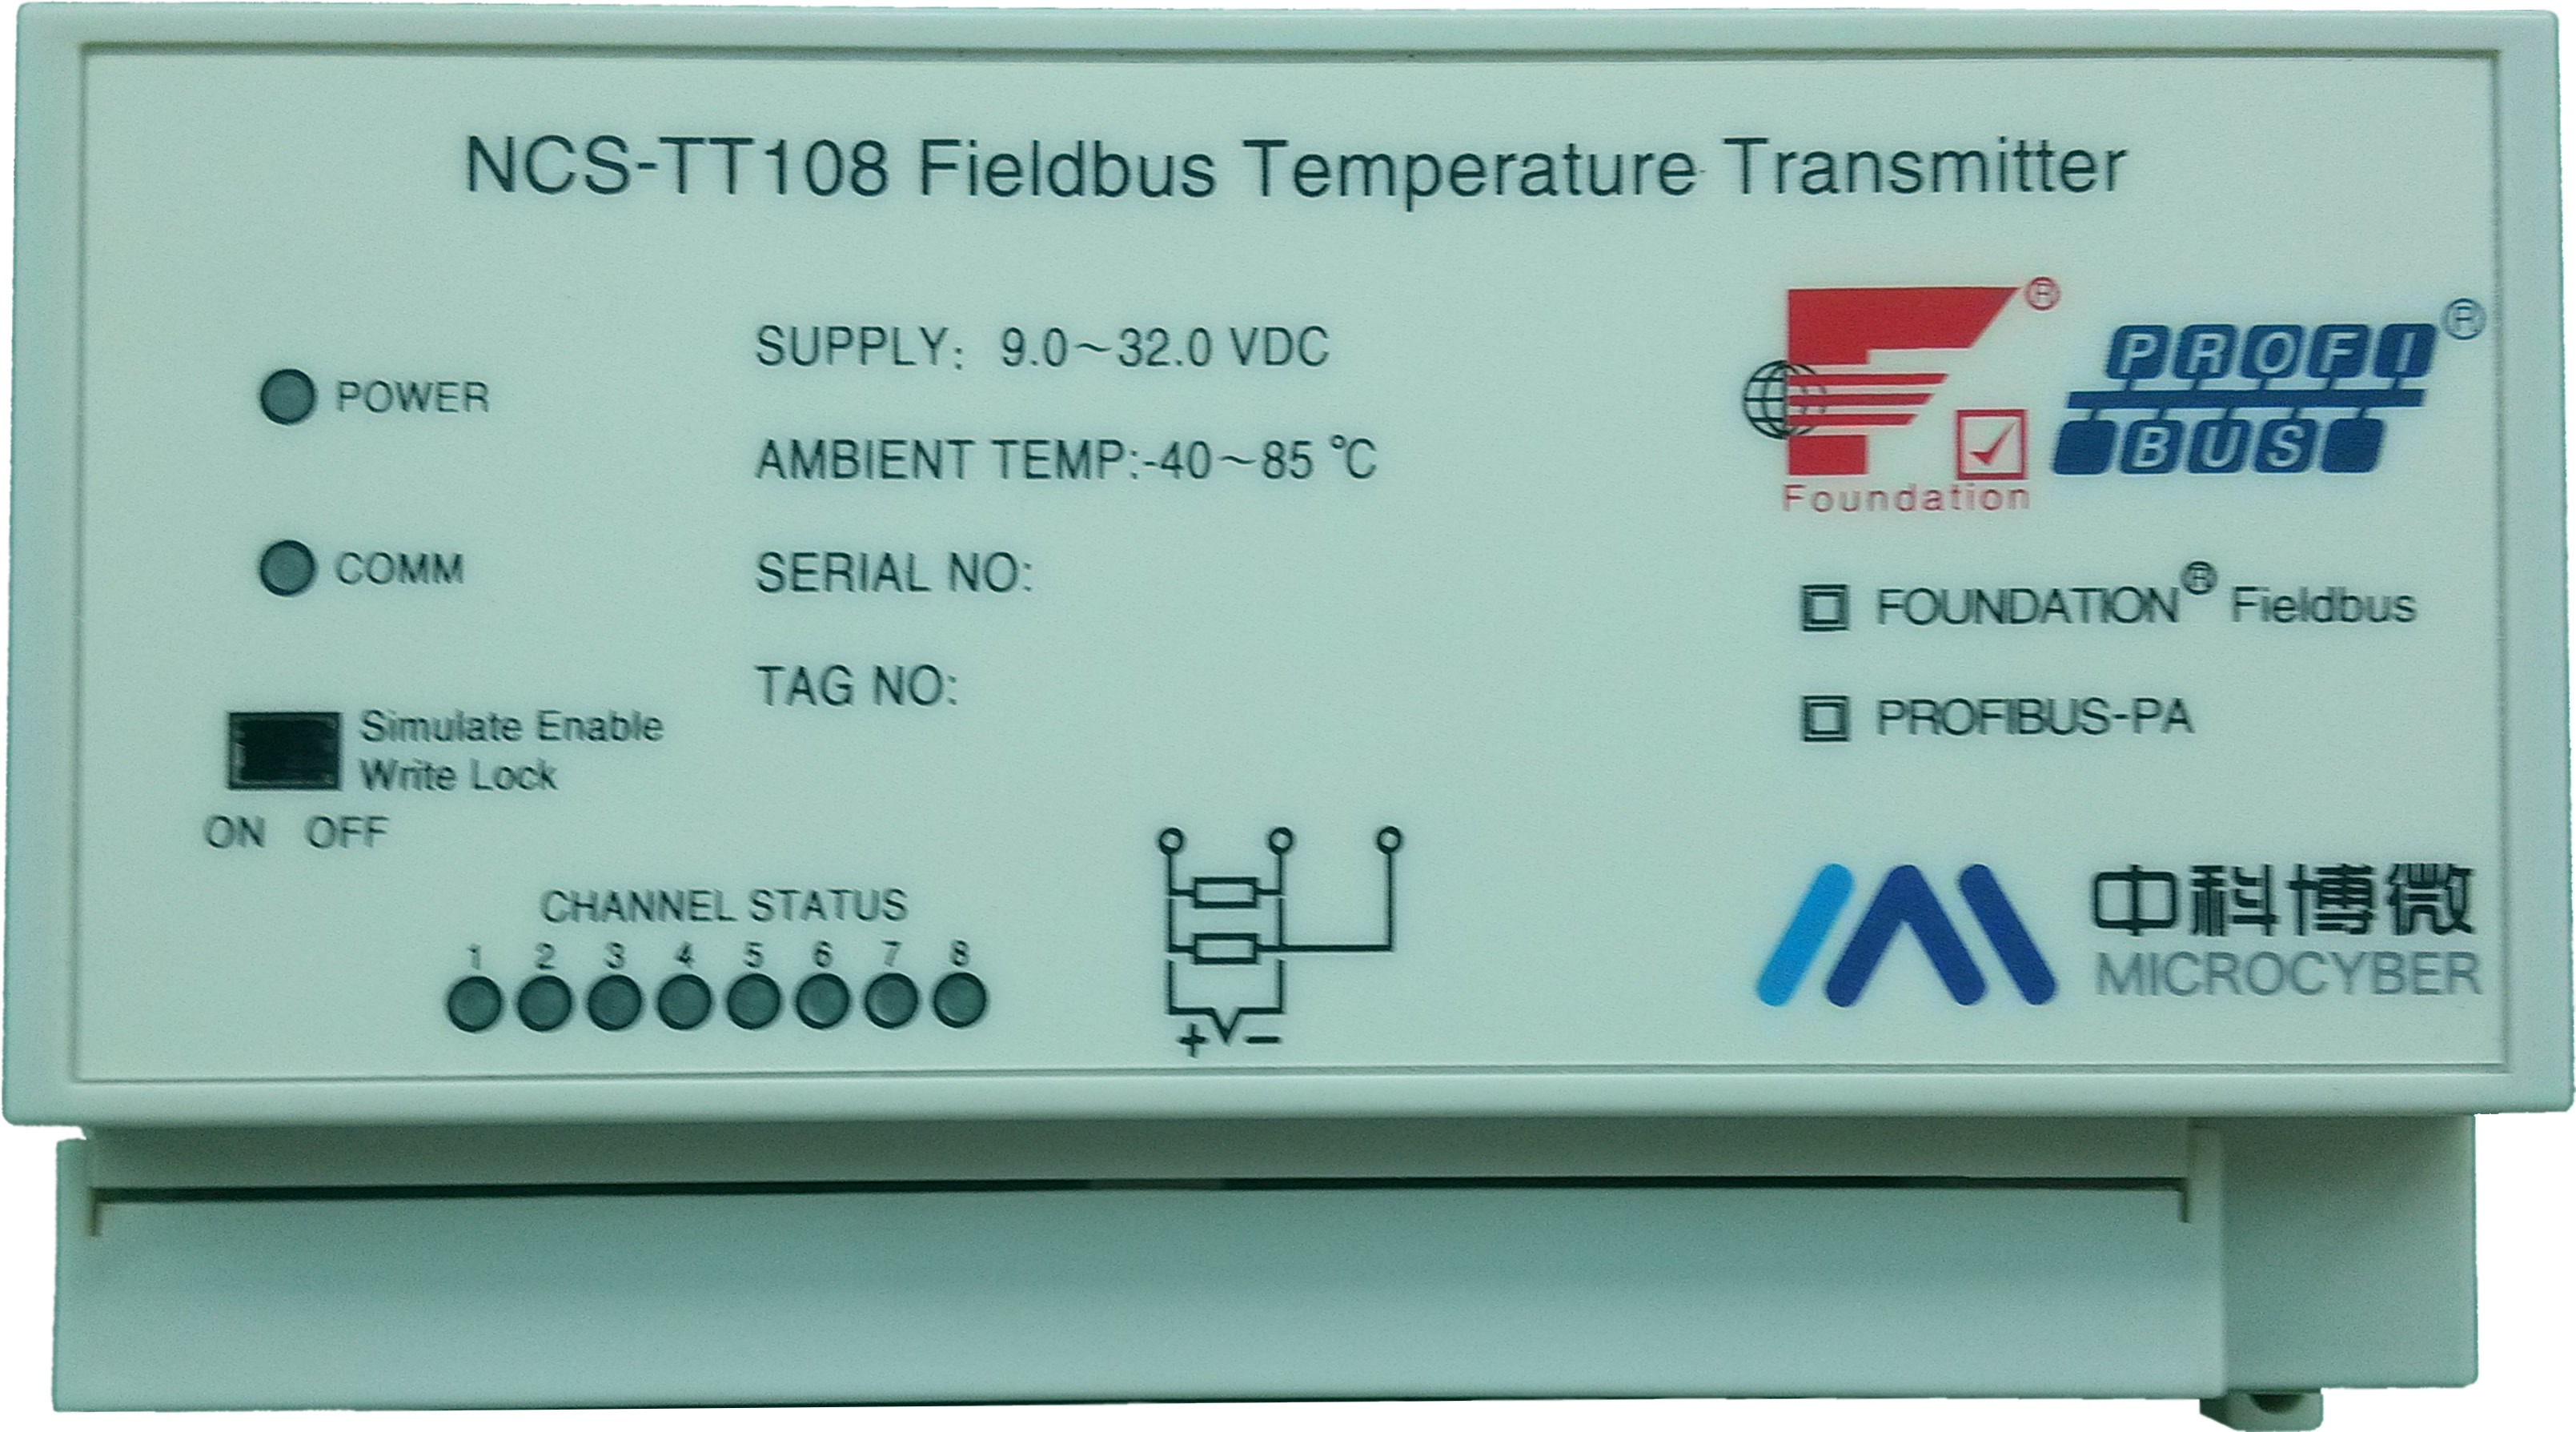 NCS-TT108 Fieldbus Temperature Transmitter
POWER
COMM
Simulate Enable
Write Lock
ON OFF
SUPPLY: 9.0~32.0 VDC
AMBIENT TEMP:-40~85 ℃
SERIAL NO:
TAG NO:
CHANNEL STATUS
1 2 3 4 5 6 7 8
+ -
®
Foundation
PROFI ®
BUS
FOUNDATION® Fieldbus
PROFIBUS-PA
中科博微
MICROCYBER